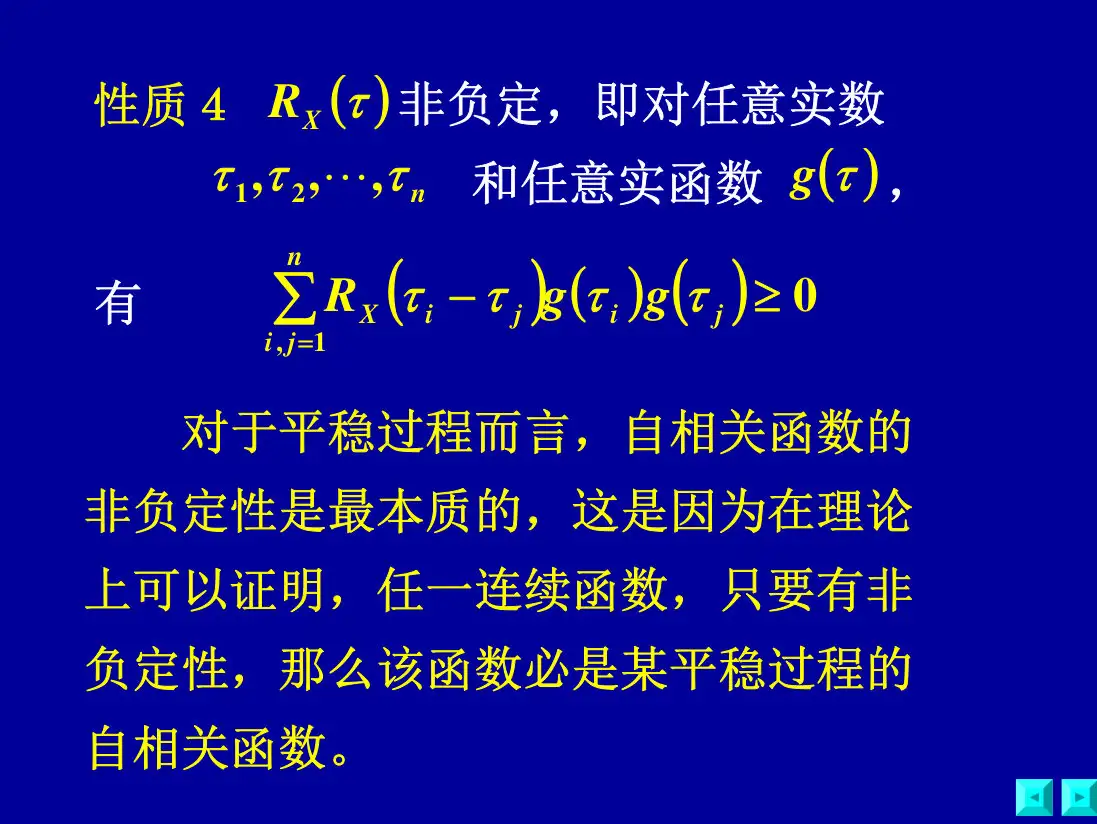 性质 4 R_X(τ) 非负定，即对任意实数
τ₁,τ₂,⋯,τₙ 和任意实函数 g(τ)，
有 ∑_{i,j=1}^{n} R_X(τ_i − τ_j)g(τ_i)g(τ_j) ≥ 0
对于平稳过程而言，自相关函数的
非负定性是最本质的，这是因为在理论
上可以证明，任一连续函数，只要有非
负定性，那么该函数必是某平稳过程的
自相关函数。